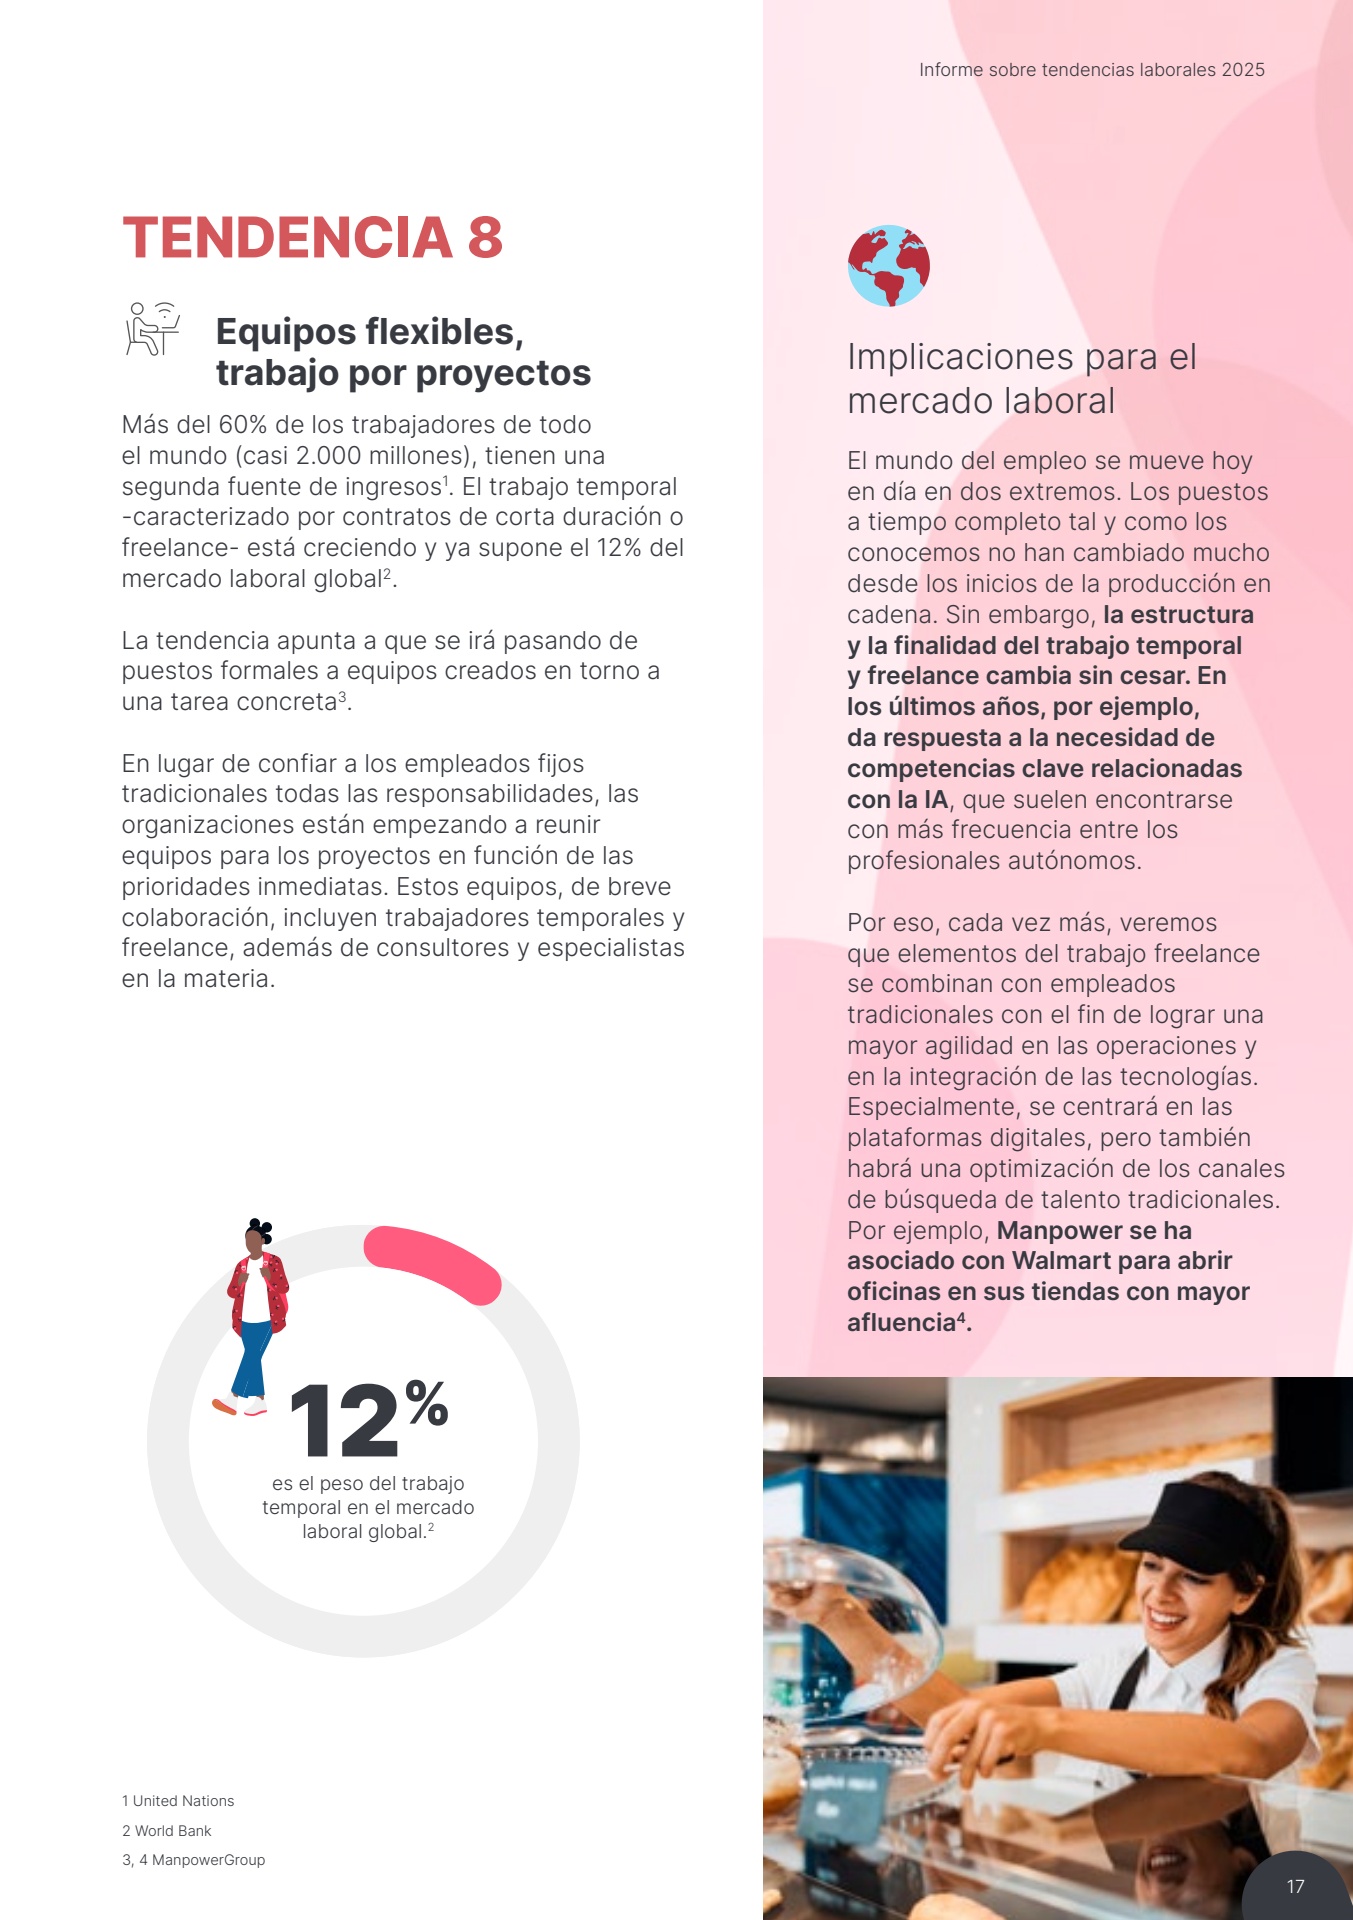 Informe sobre tendencias laborales 2025
TENDENCIA 8
Equipos flexibles,
trabajo por proyectos
Más del 60% de los trabajadores de todo
el mundo (casi 2.000 millones), tienen una
segunda fuente de ingresos¹. El trabajo temporal
-caracterizado por contratos de corta duración o
freelance- está creciendo y ya supone el 12% del
mercado laboral global².
La tendencia apunta a que se irá pasando de
puestos formales a equipos creados en torno a
una tarea concreta³.
En lugar de confiar a los empleados fijos
tradicionales todas las responsabilidades, las
organizaciones están empezando a reunir
equipos para los proyectos en función de las
prioridades inmediatas. Estos equipos, de breve
colaboración, incluyen trabajadores temporales y
freelance, además de consultores y especialistas
en la materia.
12%
es el peso del trabajo
temporal en el mercado
laboral global.²
1 United Nations
2 World Bank
3, 4 ManpowerGroup
Implicaciones para el
mercado laboral
El mundo del empleo se mueve hoy
en día en dos extremos. Los puestos
a tiempo completo tal y como los
conocemos no han cambiado mucho
desde los inicios de la producción en
cadena. Sin embargo, la estructura
y la finalidad del trabajo temporal
y freelance cambia sin cesar. En
los últimos años, por ejemplo,
da respuesta a la necesidad de
competencias clave relacionadas
con la IA, que suelen encontrarse
con más frecuencia entre los
profesionales autónomos.
Por eso, cada vez más, veremos
que elementos del trabajo freelance
se combinan con empleados
tradicionales con el fin de lograr una
mayor agilidad en las operaciones y
en la integración de las tecnologías.
Especialmente, se centrará en las
plataformas digitales, pero también
habrá una optimización de los canales
de búsqueda de talento tradicionales.
Por ejemplo, Manpower se ha
asociado con Walmart para abrir
oficinas en sus tiendas con mayor
afluencia⁴.
17